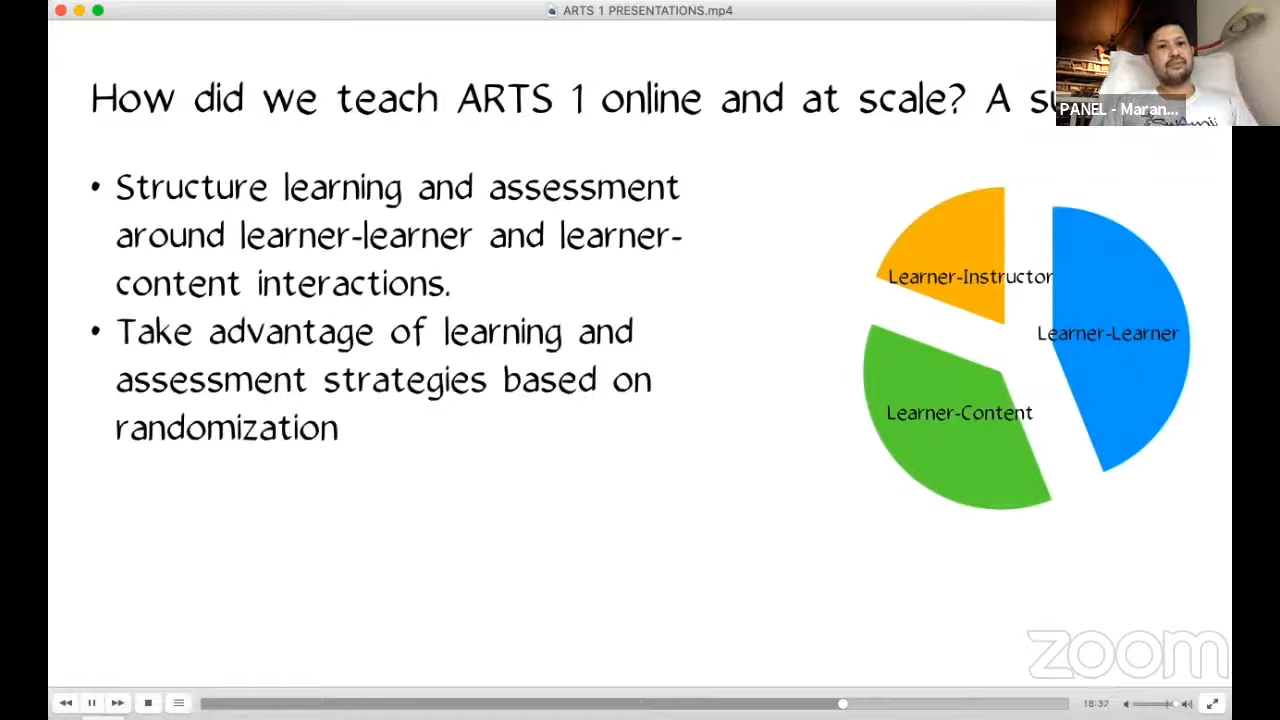 ARTS 1 PRESENTATIONS.mp4
How did we teach ARTS 1 online and at scale? A
PANEL - Maran...
• Structure learning and assessment
around learner-learner and learner-
content interactions.
• Take advantage of learning and
assessment strategies based on
randomization
Learner-Instructor
Learner-Learner
Learner-Content
zoom
18:37